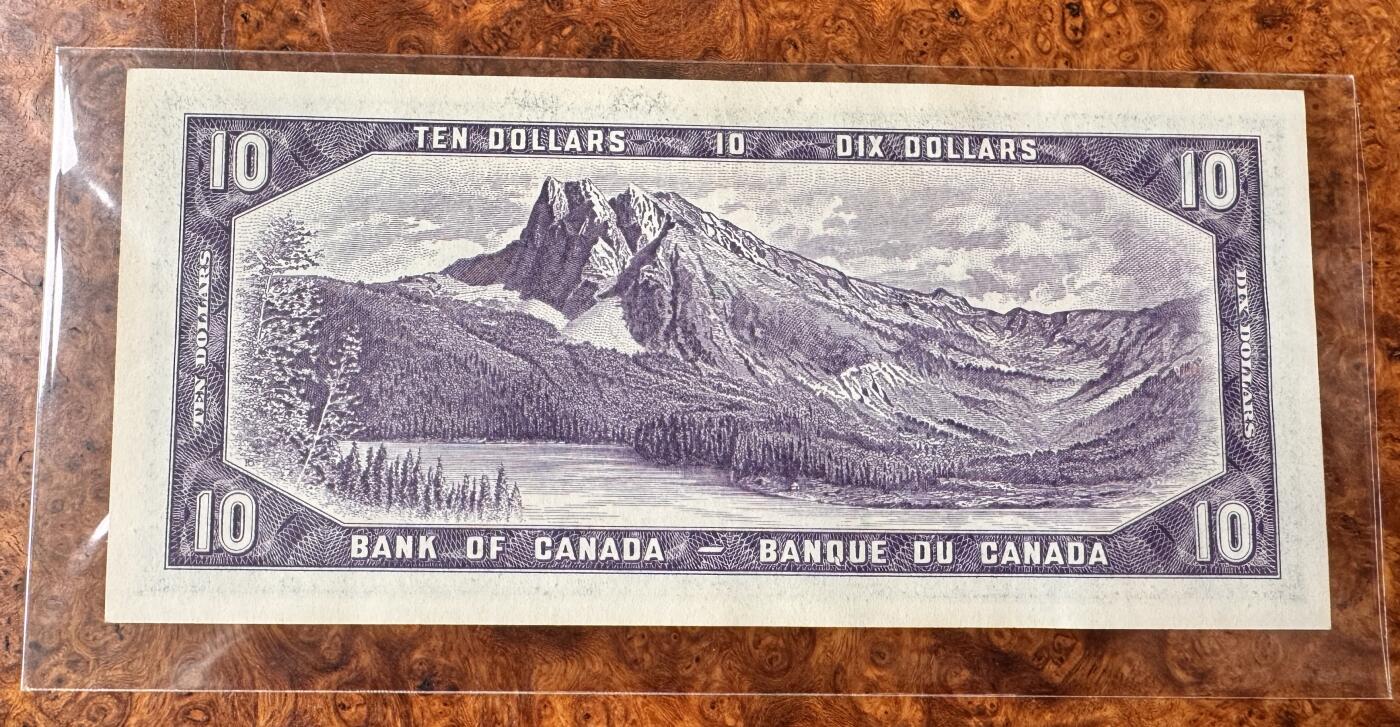 10 TEN DOLLARS 10 DIX DOLLARS 10
TEN DOLLARS
DIX DOLLARS
10 BANK OF CANADA – BANQUE DU CANADA 10